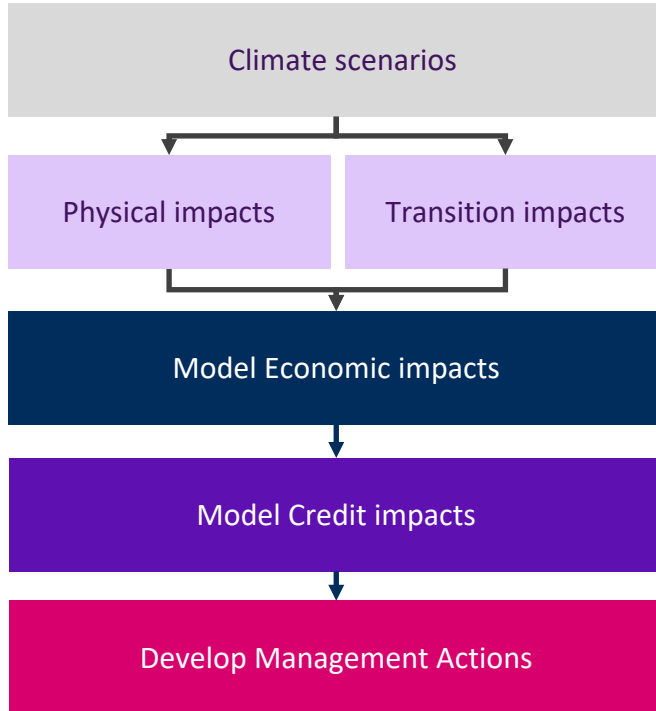 Climate scenarios
Physical impacts
Transition impacts
Model Economic impacts
Model Credit impacts
Develop Management Actions